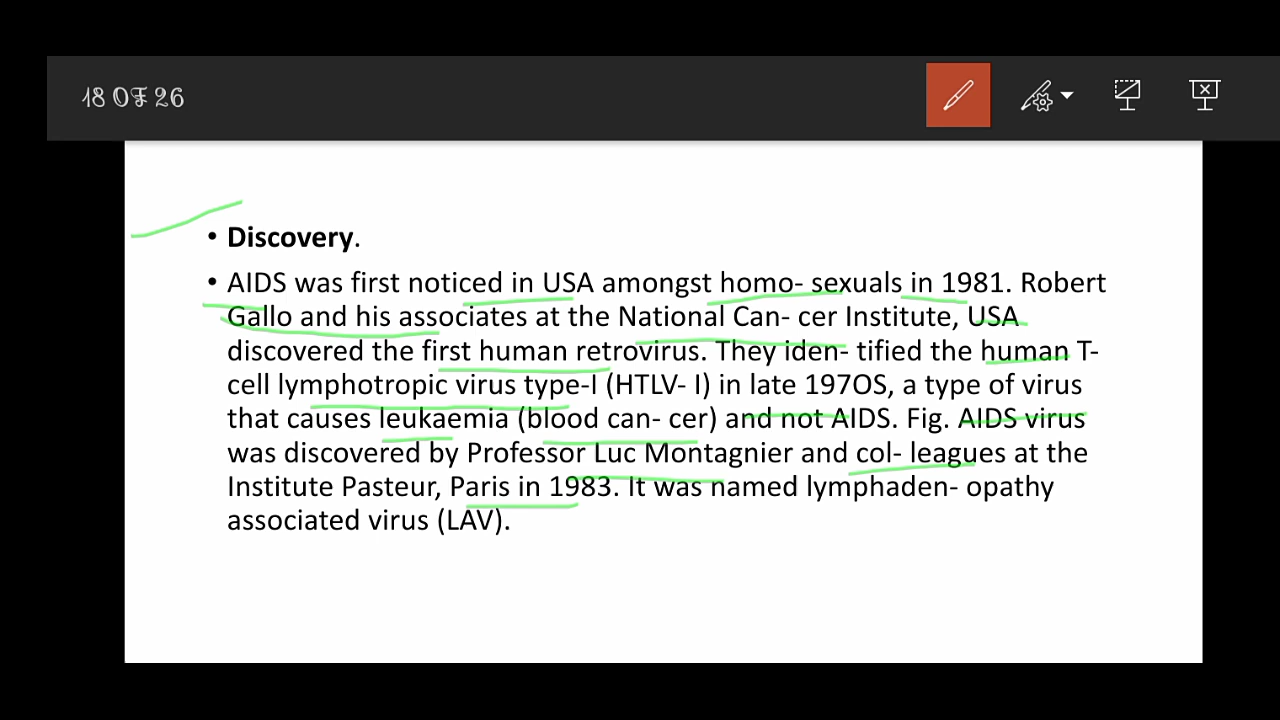 18 OF 26
• Discovery.
• AIDS was first noticed in USA amongst homo- sexuals in 1981. Robert
Gallo and his associates at the National Can- cer Institute, USA
discovered the first human retrovirus. They iden- tified the human T-
cell lymphotropic virus type-I (HTLV- I) in late 197OS, a type of virus
that causes leukaemia (blood can- cer) and not AIDS. Fig. AIDS virus
was discovered by Professor Luc Montagnier and col- leagues at the
Institute Pasteur, Paris in 1983. It was named lymphaden- opathy
associated virus (LAV).